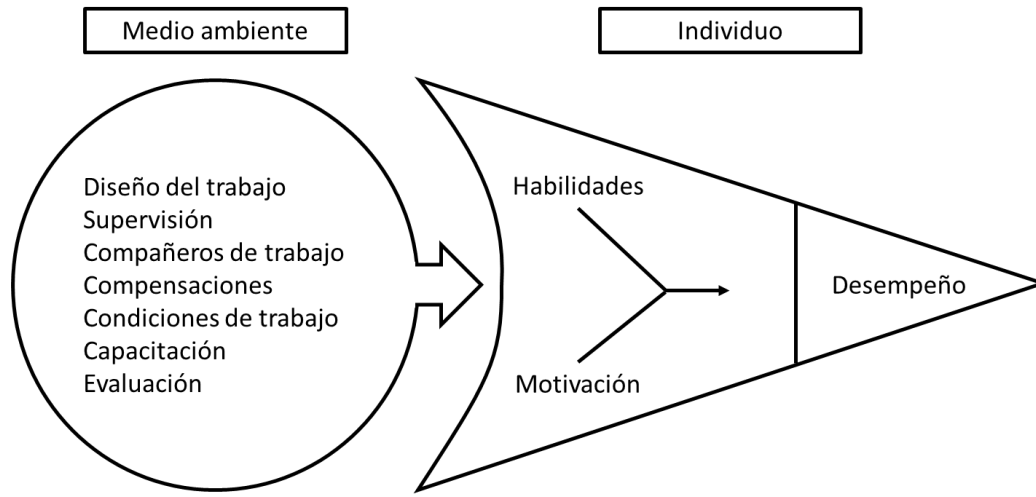 Medio ambiente
Individuo
Diseño del trabajo
Supervisión
Compañeros de trabajo
Compensaciones
Condiciones de trabajo
Capacitación
Evaluación
Habilidades
Motivación
Desempeño